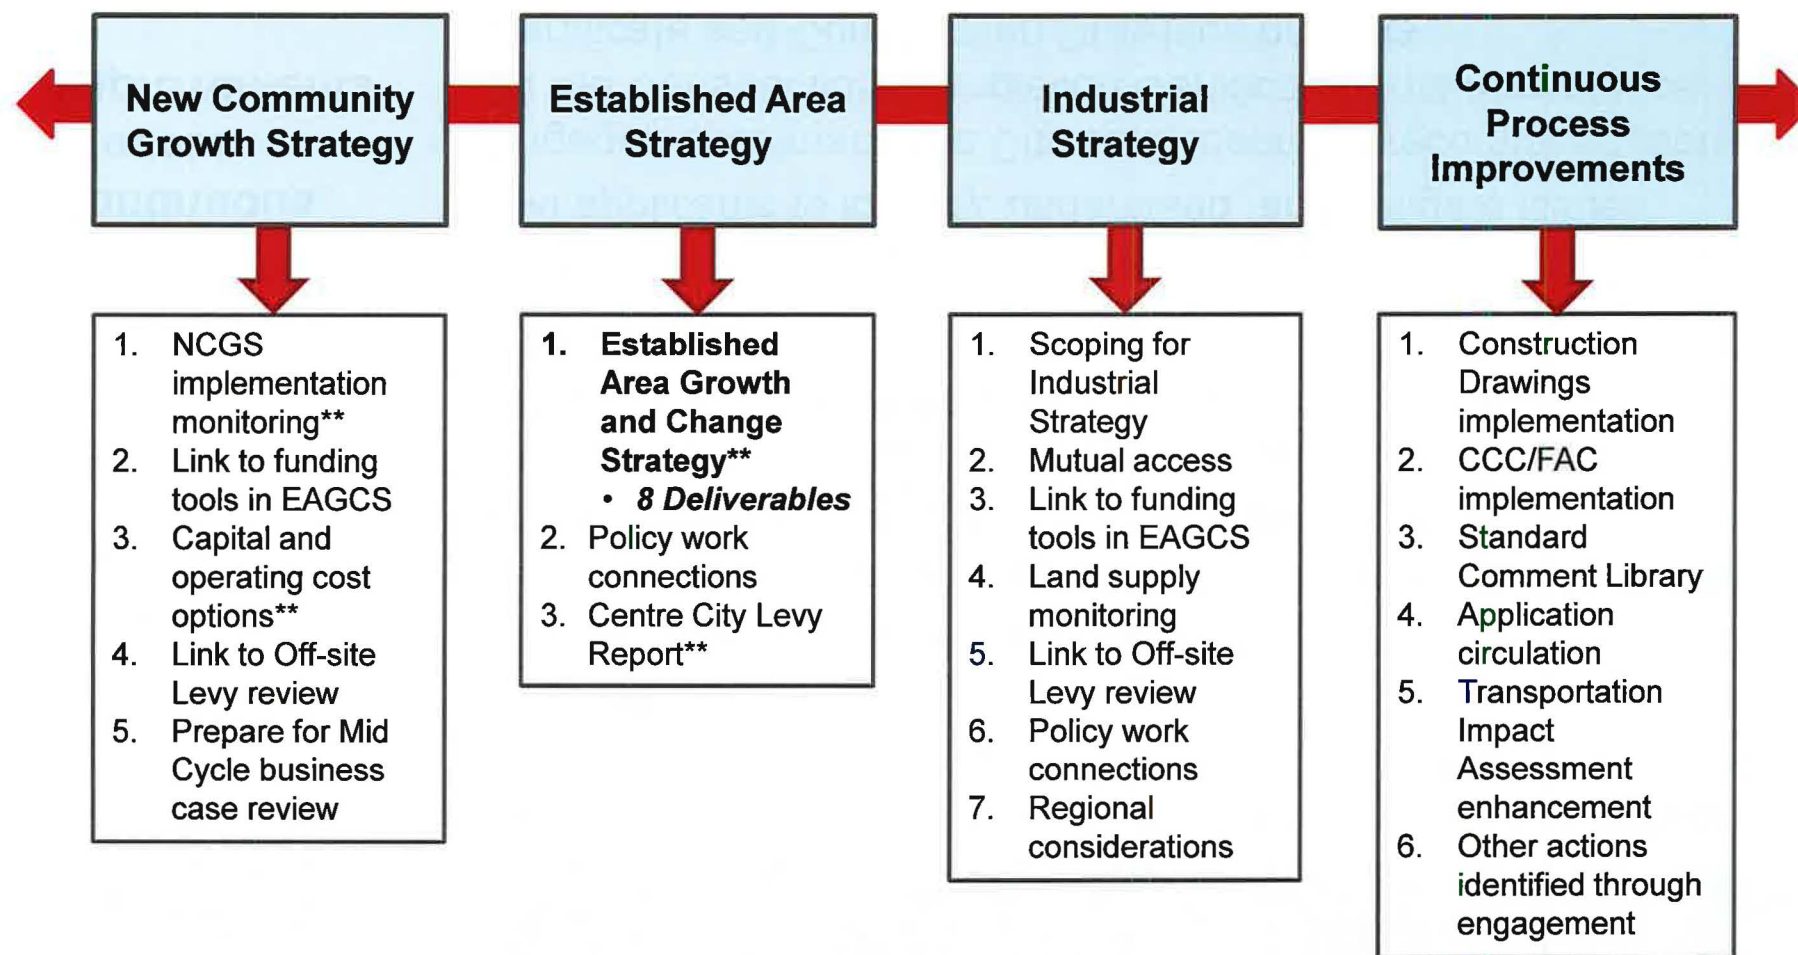 New Community
Growth Strategy
Established Area
Strategy
Industrial
Strategy
Continuous
Process
Improvements
1. NCGS
implementation
monitoring**
2. Link to funding
tools in EAGCS
3. Capital and
operating cost
options**
4. Link to Off-site
Levy review
5. Prepare for Mid
Cycle business
case review
1. Established
Area Growth
and Change
Strategy**
• 8 Deliverables
2. Policy work
connections
3. Centre City Levy
Report**
1. Scoping for
Industrial
Strategy
2. Mutual access
3. Link to funding
tools in EAGCS
4. Land supply
monitoring
5. Link to Off-site
Levy review
6. Policy work
connections
7. Regional
considerations
1. Construction
Drawings
implementation
2. CCC/FAC
implementation
3. Standard
Comment Library
4. Application
circulation
5. Transportation
Impact
Assessment
enhancement
6. Other actions
identified through
engagement